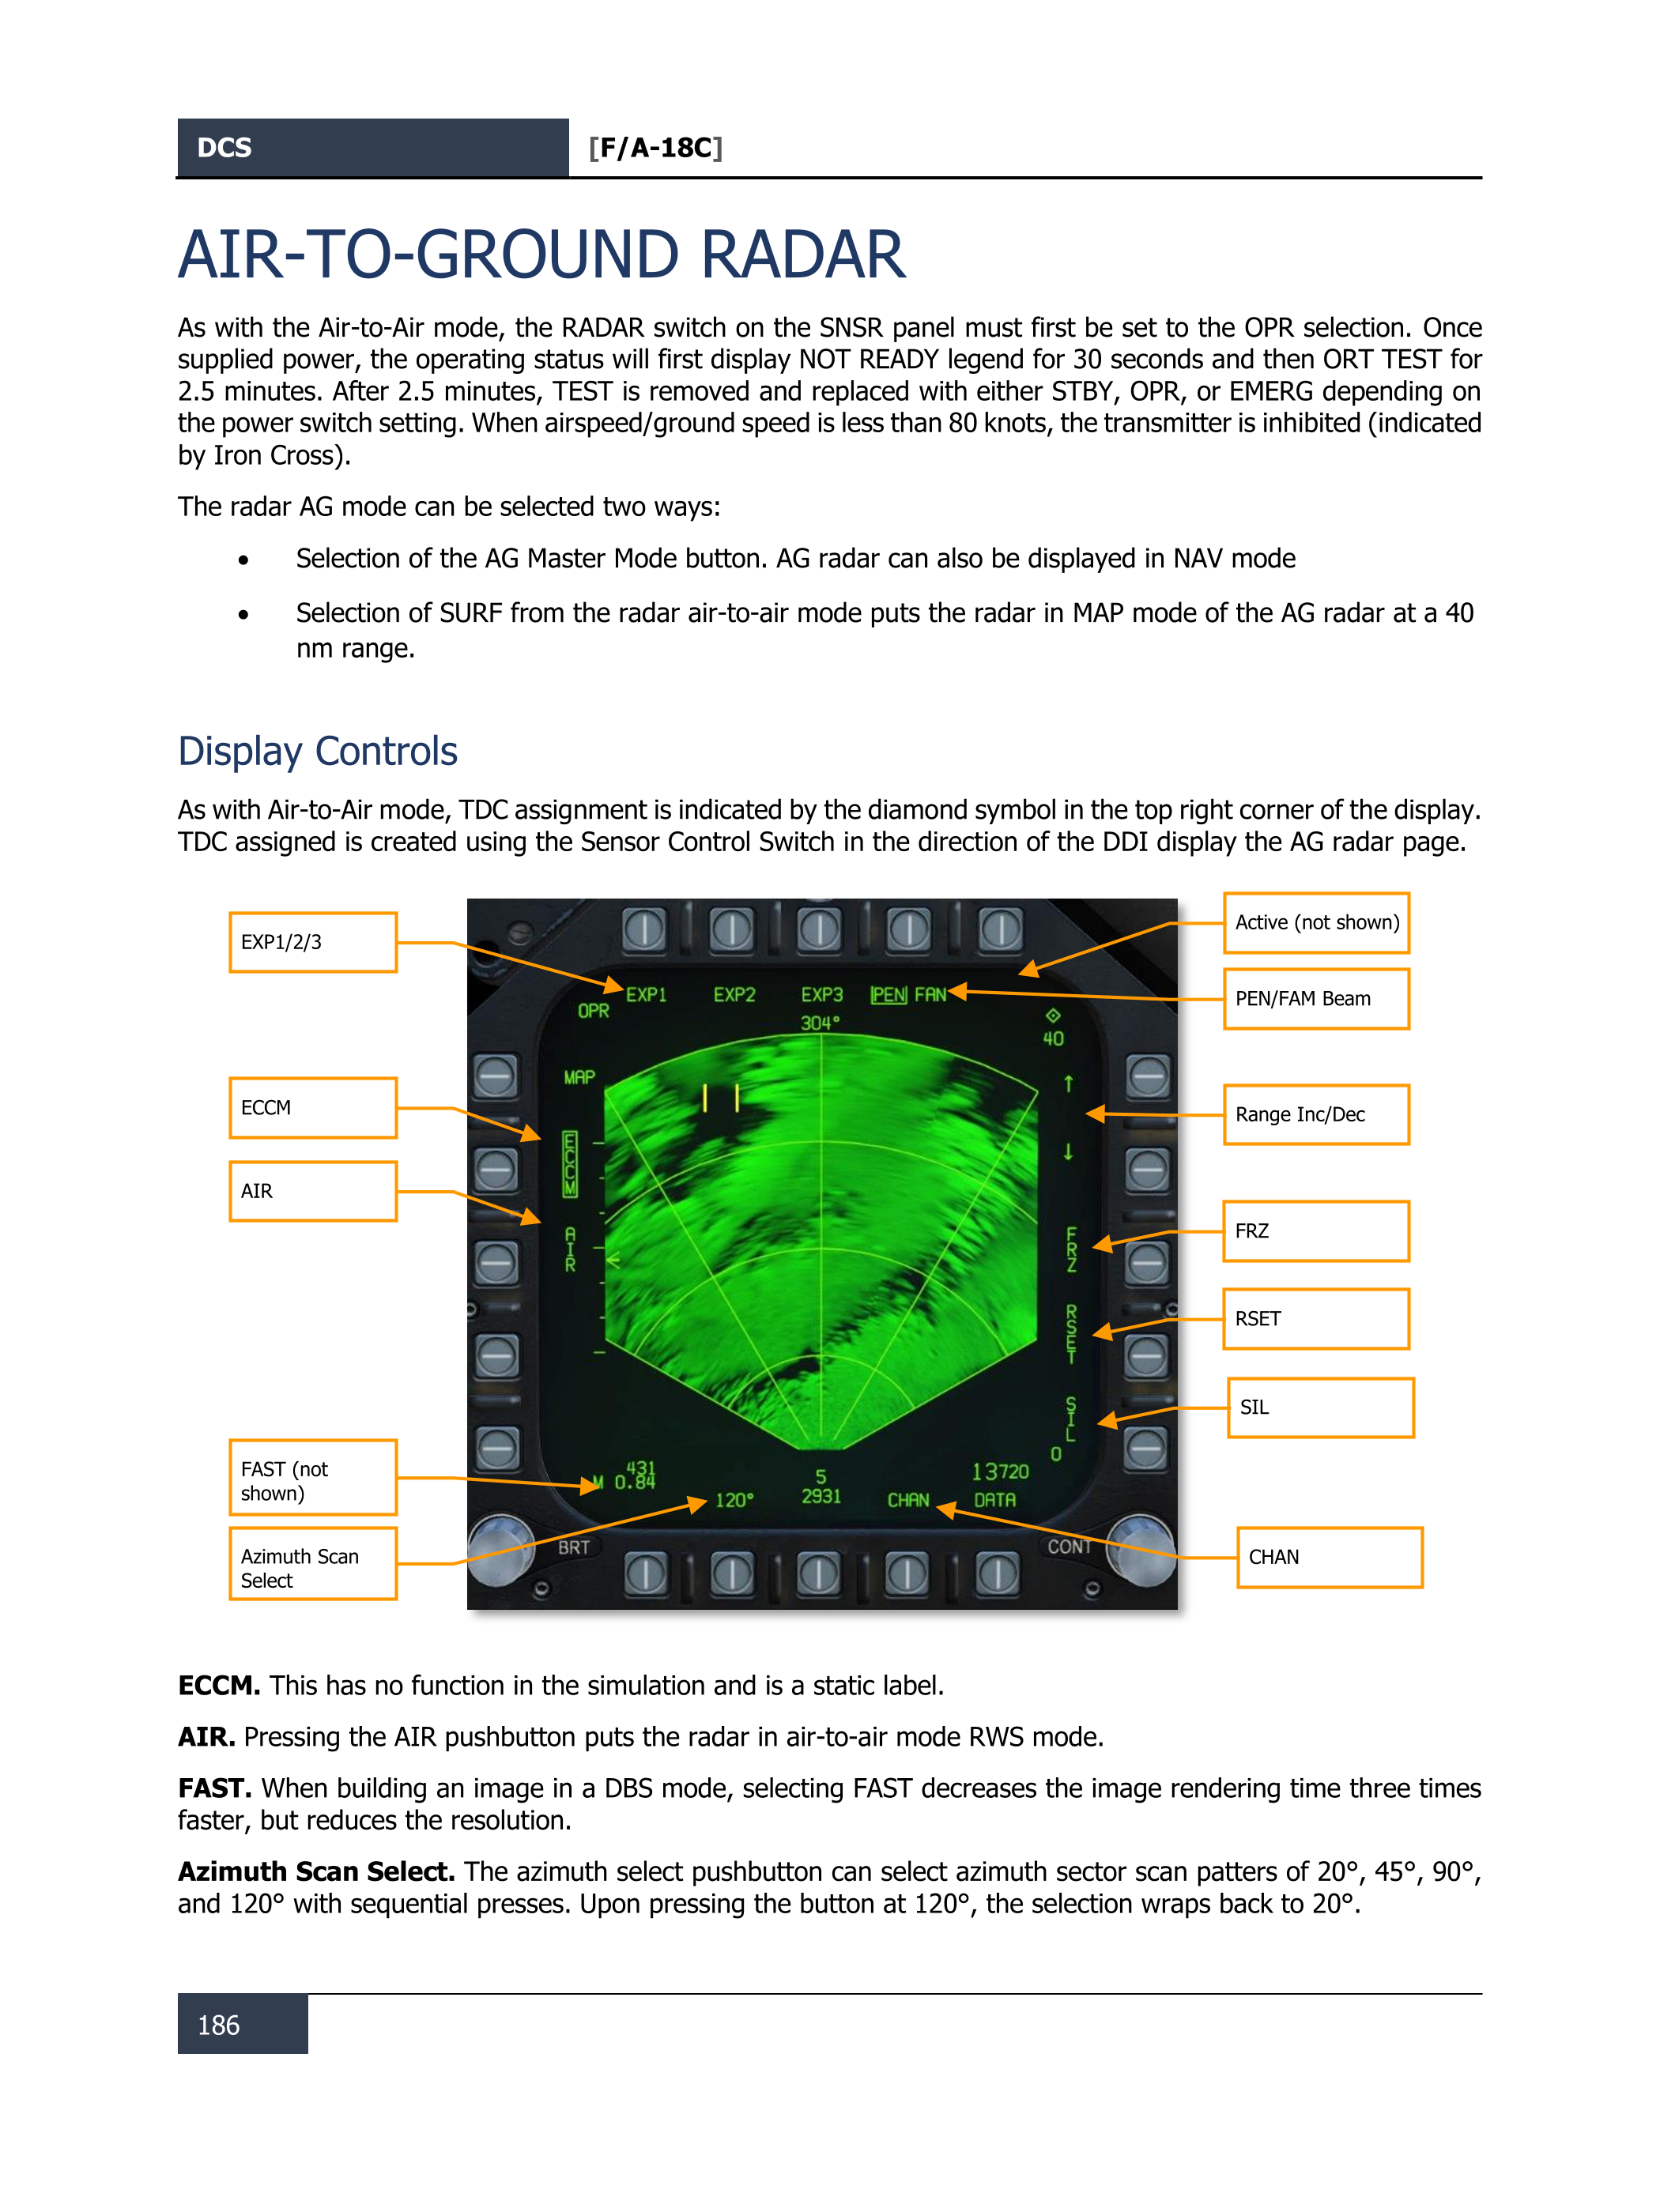 DCS [F/A-18C]
AIR-TO-GROUND RADAR
As with the Air-to-Air mode, the RADAR switch on the SNSR panel must first be set to the OPR selection. Once
supplied power, the operating status will first display NOT READY legend for 30 seconds and then ORT TEST for
2.5 minutes. After 2.5 minutes, TEST is removed and replaced with either STBY, OPR, or EMERG depending on
the power switch setting. When airspeed/ground speed is less than 80 knots, the transmitter is inhibited (indicated
by Iron Cross).
The radar AG mode can be selected two ways:
• Selection of the AG Master Mode button. AG radar can also be displayed in NAV mode
• Selection of SURF from the radar air-to-air mode puts the radar in MAP mode of the AG radar at a 40
nm range.
Display Controls
As with Air-to-Air mode, TDC assignment is indicated by the diamond symbol in the top right corner of the display.
TDC assigned is created using the Sensor Control Switch in the direction of the DDI display the AG radar page.
EXP1/2/3
ECCM
AIR
FAST (not
shown)
Azimuth Scan
Select
OPR
EXP1 EXP2 EXP3 PEN FAN
304°
40
MAP
ECCM
AIR
FRZ
RSET
SIL
0
431
M 0.84
120°
5
2931
CHAN
13720
DATA
BRT
CONT
Active (not shown)
PEN/FAM Beam
Range Inc/Dec
FRZ
RSET
SIL
CHAN
ECCM. This has no function in the simulation and is a static label.
AIR. Pressing the AIR pushbutton puts the radar in air-to-air mode RWS mode.
FAST. When building an image in a DBS mode, selecting FAST decreases the image rendering time three times
faster, but reduces the resolution.
Azimuth Scan Select. The azimuth select pushbutton can select azimuth sector scan patters of 20°, 45°, 90°,
and 120° with sequential presses. Upon pressing the button at 120°, the selection wraps back to 20°.
186